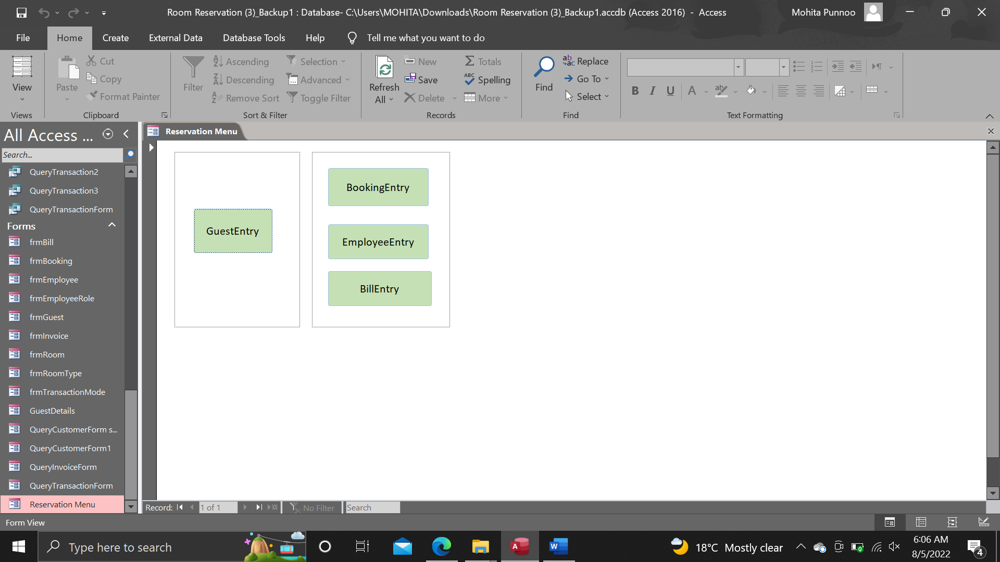 Room Reservation (3)_Backup1 : Database- C:\Users\MOHITA\Downloads\Room Reservation (3)_Backup1.accdb (Access 2016) - Access
Mohita Punnoo
File Home Create External Data Database Tools Help Tell me what you want to do
View
Views
Paste
Cut
Copy
Format Painter
Clipboard
Filter
Ascending
Descending
Remove Sort
Selection
Advanced
Toggle Filter
Sort & Filter
Refresh
All
New
Save
Delete
Totals
Spelling
More
Records
Find
Replace
Go To
Select
Find
B I U A
Text Formatting
All Access ...
Search...
QueryTransaction2
QueryTransaction3
QueryTransactionForm
Forms
frmBill
frmBooking
frmEmployee
frmEmployeeRole
frmGuest
frmInvoice
frmRoom
frmRoomType
frmTransactionMode
GuestDetails
QueryCustomerForm s...
QueryCustomerForm1
QueryInvoiceForm
QueryTransactionForm
Reservation Menu
Reservation Menu
GuestEntry
BookingEntry
EmployeeEntry
BillEntry
Record: 1 of 1 No Filter Search
Form View
Type here to search
18°C Mostly clear
6:06 AM
8/5/2022
4